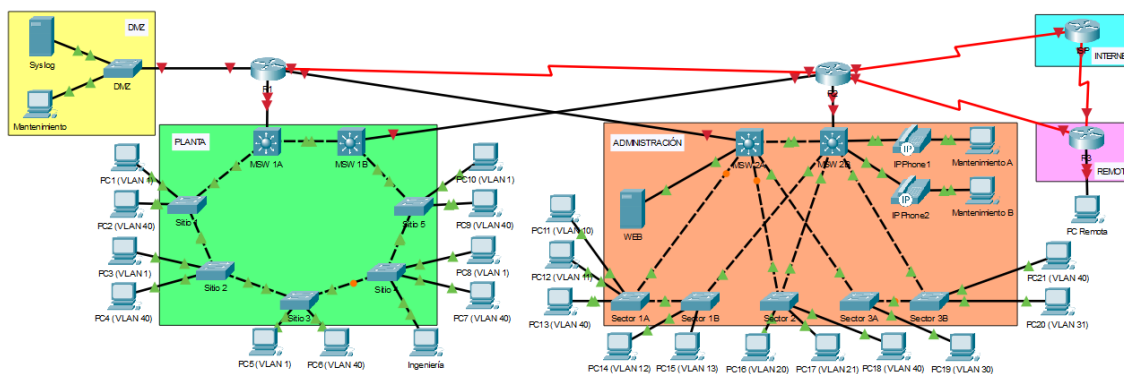 DMZ
Syslog
DMZ
Mantenimiento
R1
R2
ISP
INTERNE
R3
REMOT
PC Remota
PLANTA
MSW 1A
MSW 1B
PC1 (VLAN 1)
PC10 (VLAN 1)
Sitio 1
Sitio 5
PC2 (VLAN 40)
PC9 (VLAN 40)
PC3 (VLAN 1)
PC8 (VLAN 1)
Sitio 2
Sitio 4
PC4 (VLAN 40)
PC7 (VLAN 40)
Sitio 3
PC5 (VLAN 1)
PC6 (VLAN 40)
Ingeniería
ADMINISTRACIÓN
MSW 2A
MSW 2B
IP
IP Phone1
Mantenimiento A
IP
IP Phone2
Mantenimiento B
WEB
PC11 (VLAN 10)
PC12 (VLAN 11)
PC21 (VLAN 40)
PC13 (VLAN 40)
Sector 1A
Sector 1B
Sector 2
Sector 3A
Sector 3B
PC20 (VLAN 31)
PC14 (VLAN 12)
PC15 (VLAN 13)
PC16 (VLAN 20)
PC17 (VLAN 21)
PC18 (VLAN 40)
PC19 (VLAN 30)